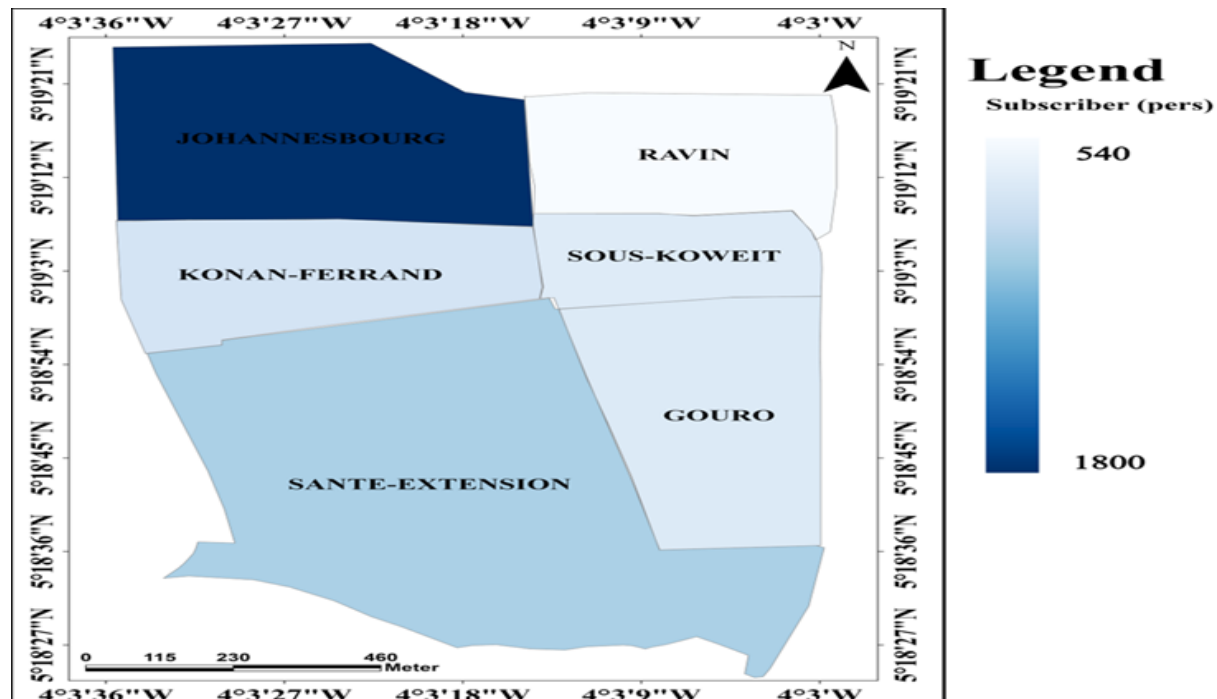 4°3'36"W 4°3'27"W 4°3'18"W 4°3'9"W 4°3'W
N
5°19'21"N 5°19'21"N
JOHANNESBOURG
RAVIN
5°19'12"N 5°19'12"N
SOUS-KOWEIT
KONAN-FERRAND
5°19'3"N 5°19'3"N
5°18'54"N 5°18'54"N
GOURO
5°18'45"N 5°18'45"N
SANTE-EXTENSION
5°18'36"N 5°18'36"N
5°18'27"N 5°18'27"N
0 115 230 460
Meter
4°3'36"W 4°3'27"W 4°3'18"W 4°3'9"W 4°3'W
Legend
Subscriber (pers)
540
1800